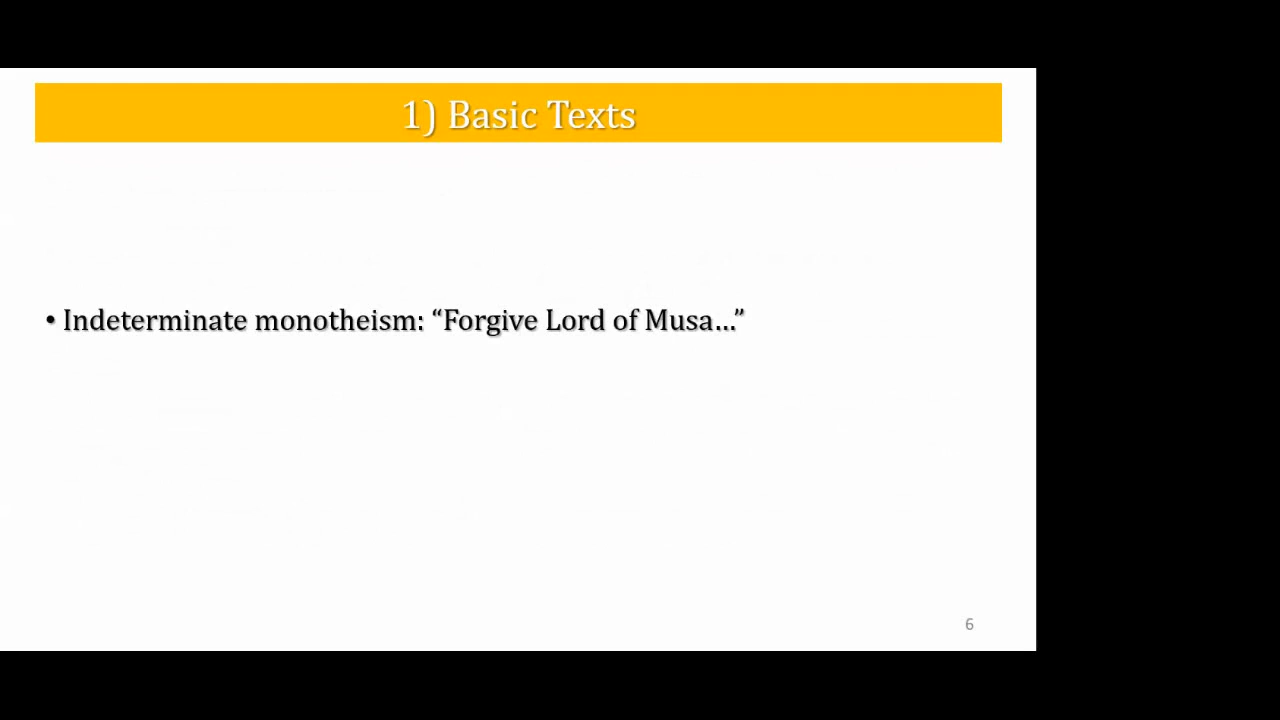 1) Basic Texts
• Indeterminate monotheism: “Forgive Lord of Musa…”
6